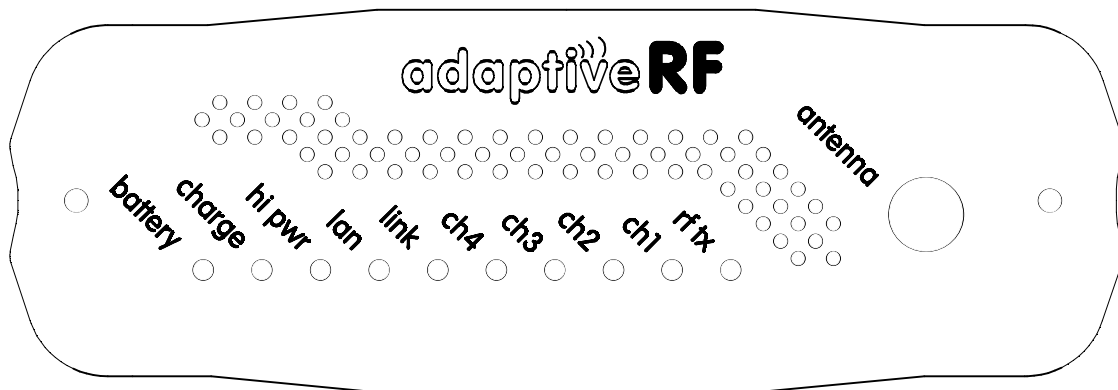 adaptiveRF
antenna
battery
charge
hi pwr
lan
link
ch4
ch3
ch2
ch1
rf tx